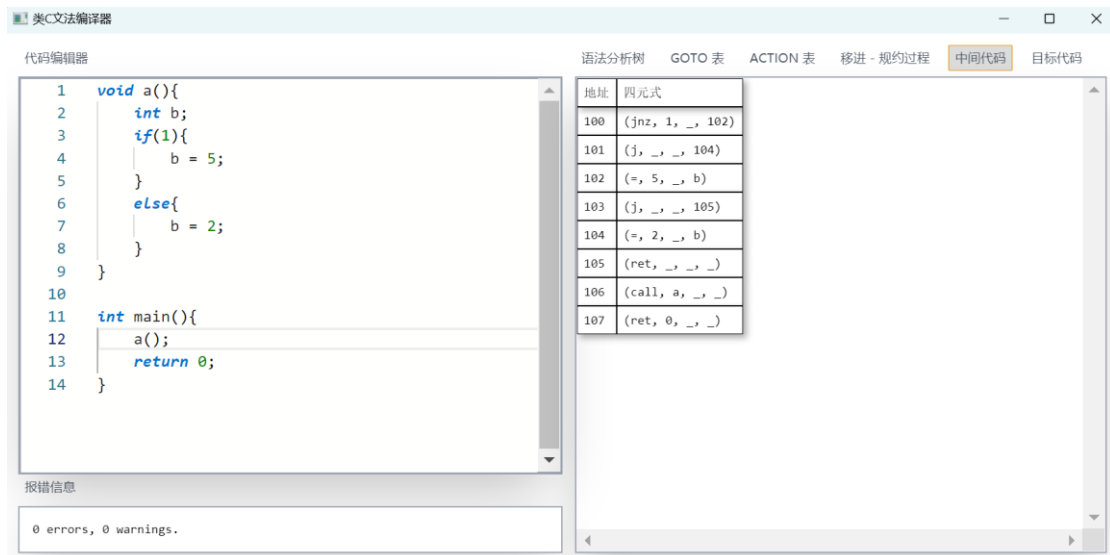 类C文法编译器
代码编辑器
1 void a(){
2     int b;
3     if(1){
4         b = 5;
5     }
6     else{
7         b = 2;
8     }
9 }
10
11 int main(){
12     a();
13     return 0;
14 }
报错信息
0 errors, 0 warnings.
语法分析树 GOTO 表 ACTION 表 移进 - 规约过程 中间代码 目标代码
地址 四元式
100 (jnz, 1, _, 102)
101 (j, _, _, 104)
102 (=, 5, _, b)
103 (j, _, _, 105)
104 (=, 2, _, b)
105 (ret, _, _, _)
106 (call, a, _, _)
107 (ret, 0, _, _)